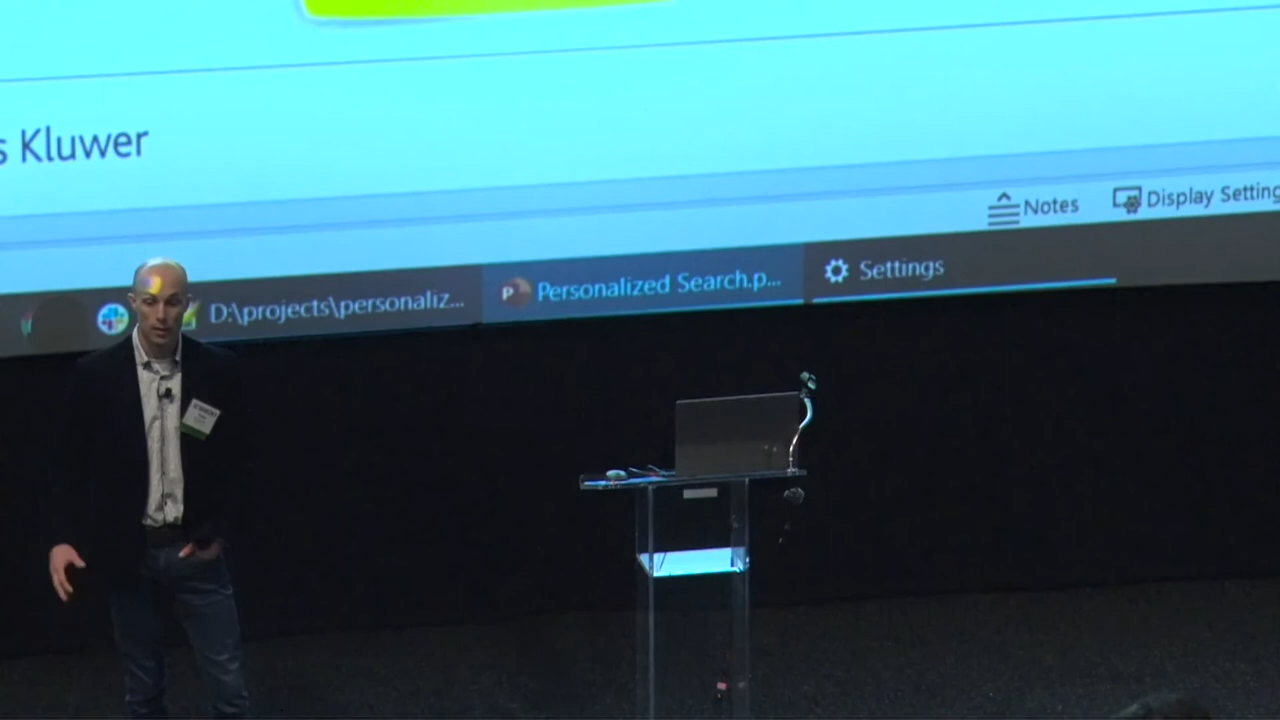 s Kluwer
Notes
Display Setting
D:\projects\personaliz...
Personalized Search.p...
Settings